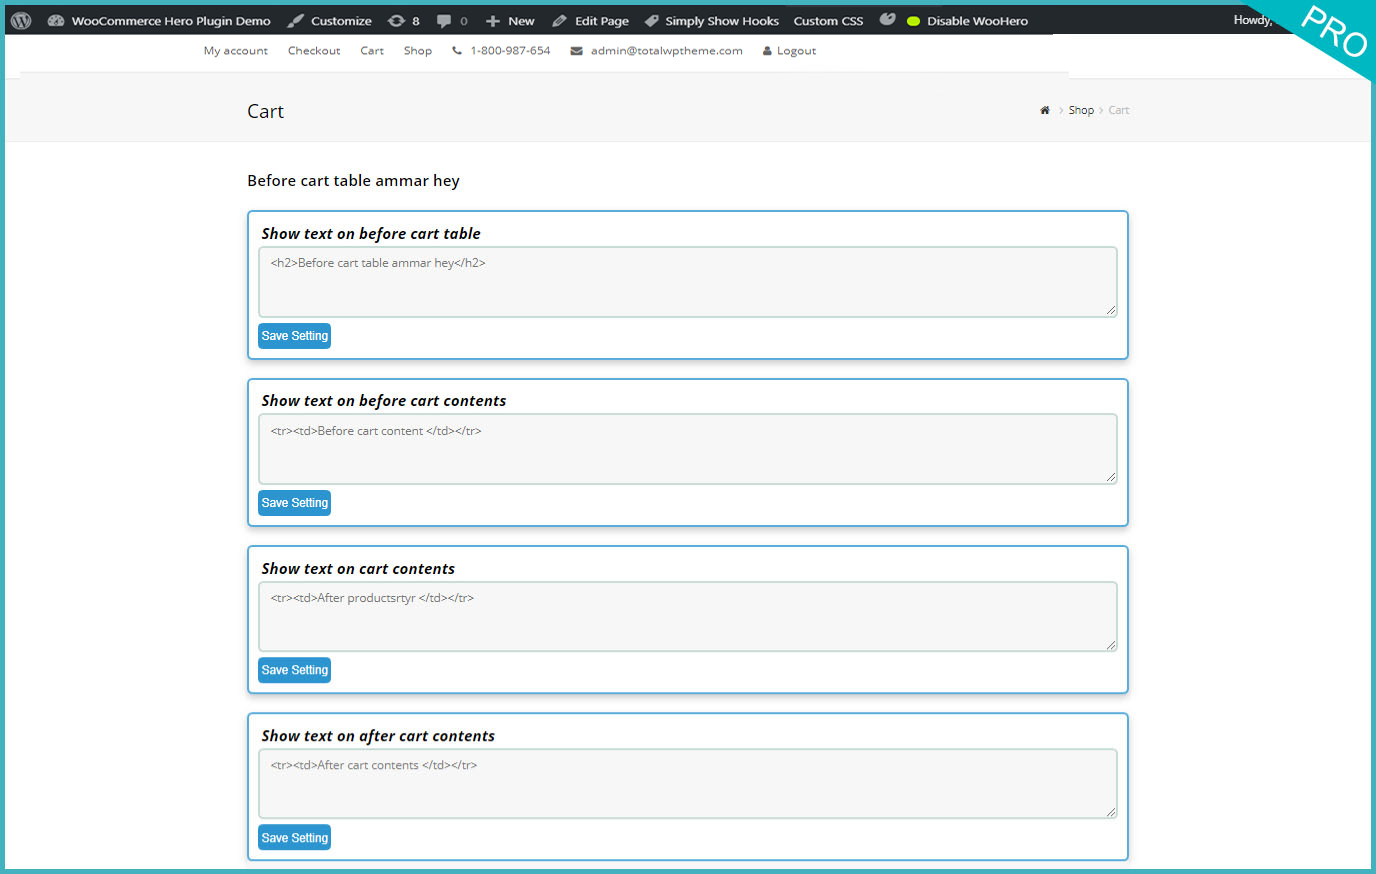 WooCommerce Hero Plugin Demo Customize 8 0 New Edit Page Simply Show Hooks Custom CSS Disable WooHero Howdy,
PRO
My account Checkout Cart Shop 1-800-987-654 admin@totalwptheme.com Logout
Cart
> Shop > Cart
Before cart table ammar hey
Show text on before cart table
<h2>Before cart table ammar hey</h2>
Save Setting
Show text on before cart contents
<tr><td>Before cart content </td></tr>
Save Setting
Show text on cart contents
<tr><td>After productsrtyr </td></tr>
Save Setting
Show text on after cart contents
<tr><td>After cart contents </td></tr>
Save Setting